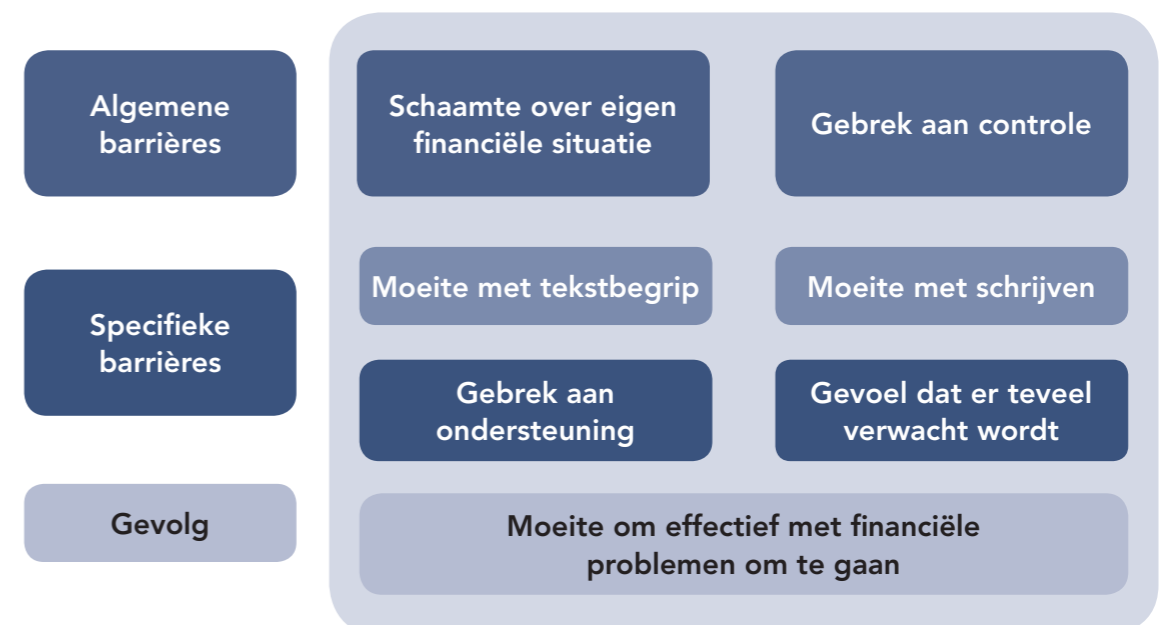 Algemene
barrières
Schaamte over eigen
financiële situatie
Gebrek aan controle
Specifieke
barrières
Moeite met tekstbegrip
Moeite met schrijven
Gebrek aan
ondersteuning
Gevoel dat er teveel
verwacht wordt
Gevolg
Moeite om effectief met financiële
problemen om te gaan